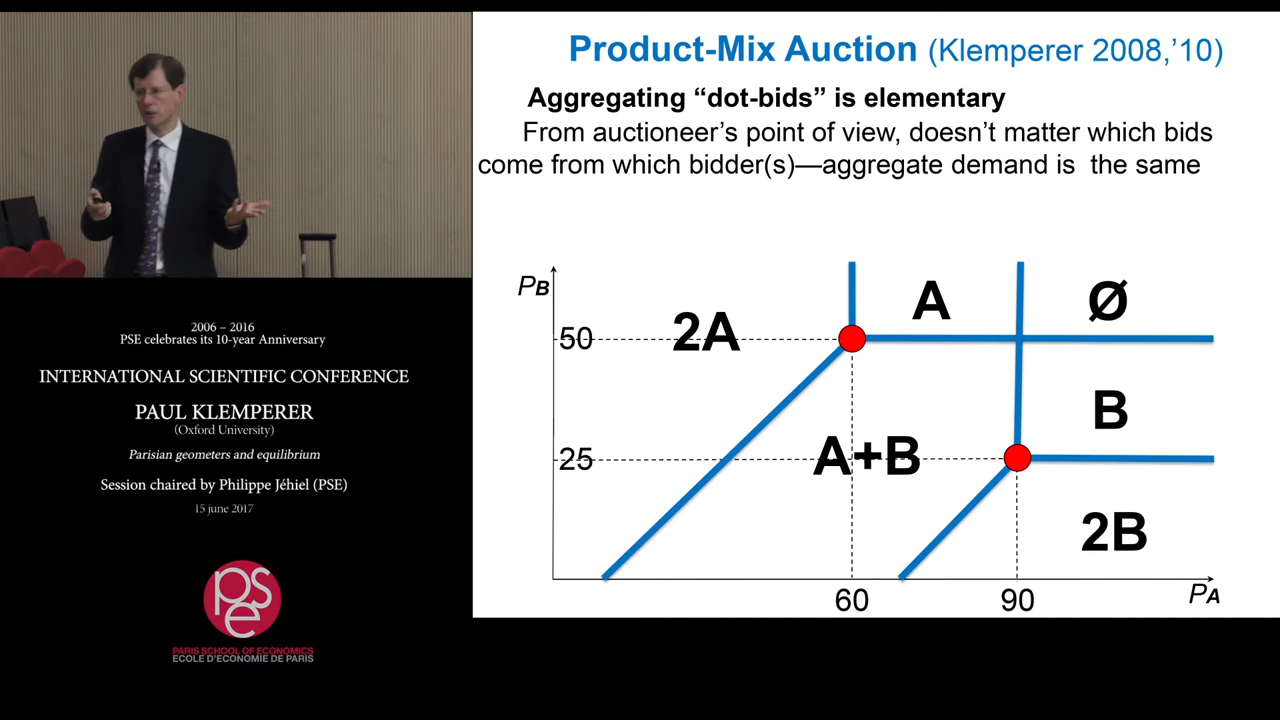 Product-Mix Auction (Klemperer 2008,’10)
Aggregating “dot-bids” is elementary
From auctioneer’s point of view, doesn’t matter which bids
come from which bidder(s)—aggregate demand is the same
PB
50
25
2A
A
Ø
A+B
B
2B
60
90
PA
2006 – 2016
PSE celebrates its 10-year Anniversary
INTERNATIONAL SCIENTIFIC CONFERENCE
PAUL KLEMPERER
(Oxford University)
Parisian geometers and equilibrium
Session chaired by Philippe Jéhiel (PSE)
15 june 2017
pse
PARIS SCHOOL OF ECONOMICS
ECOLE D'ECONOMIE DE PARIS